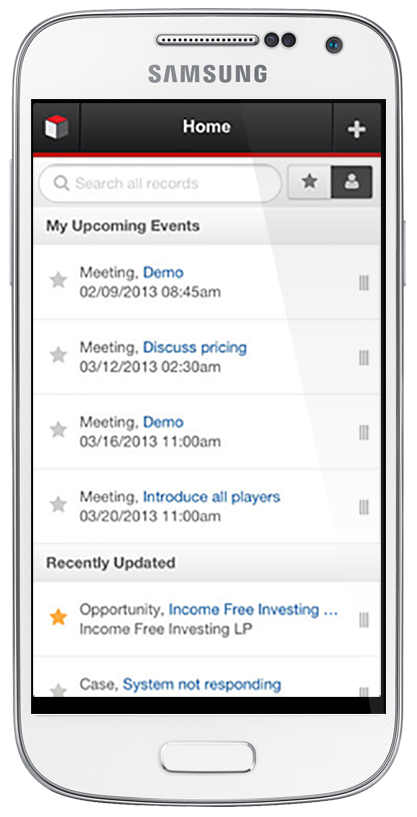 SAMSUNG
Home
Search all records
My Upcoming Events
Meeting, Demo
02/09/2013 08:45am
Meeting, Discuss pricing
03/12/2013 02:30am
Meeting, Demo
03/16/2013 11:00am
Meeting, Introduce all players
03/20/2013 11:00am
Recently Updated
Opportunity, Income Free Investing ...
Income Free Investing LP
Case, System not responding